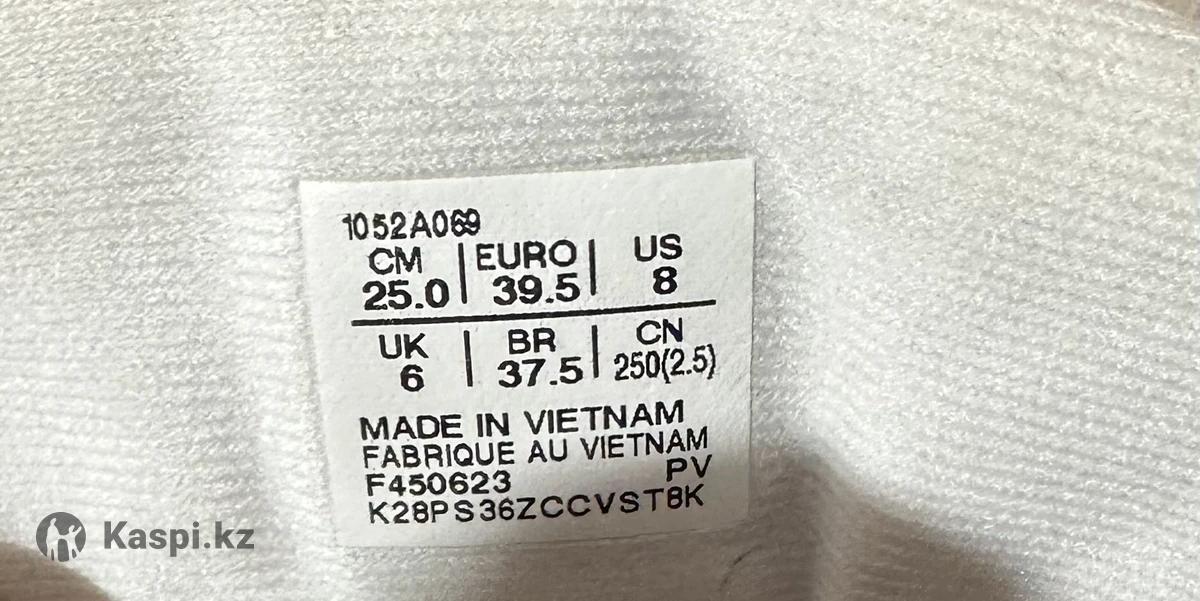 1052A069
CM | EURO | US
25.0 | 39.5 | 8
UK | BR | CN
6 | 37.5 | 250(2.5)
MADE IN VIETNAM
FABRIQUE AU VIETNAM
F450623 PV
K28PS36ZCCVST8K
Kaspi.kz